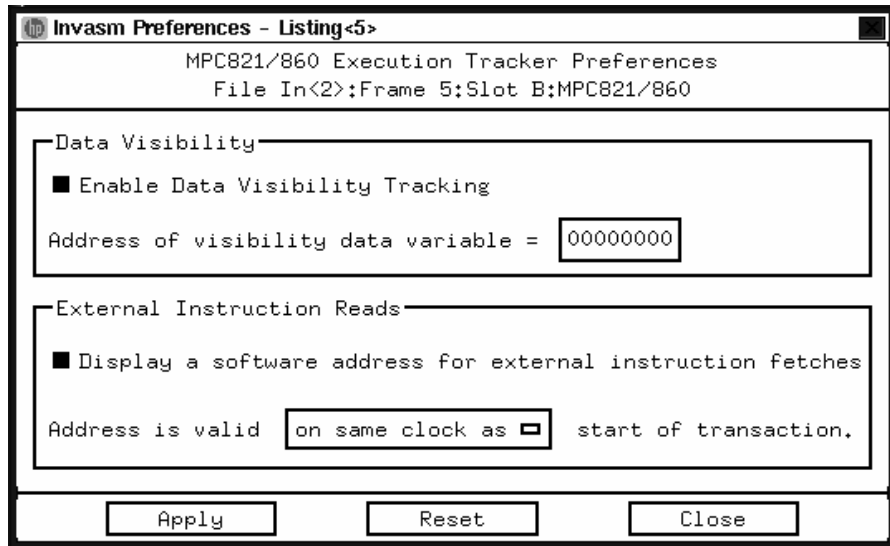 hp Invasm Preferences - Listing<5>
MPC821/860 Execution Tracker Preferences
File In<2>:Frame 5:Slot B:MPC821/860
Data Visibility
Enable Data Visibility Tracking
Address of visibility data variable = 00000000
External Instruction Reads
Display a software address for external instruction fetches
Address is valid on same clock as start of transaction.
Apply Reset Close